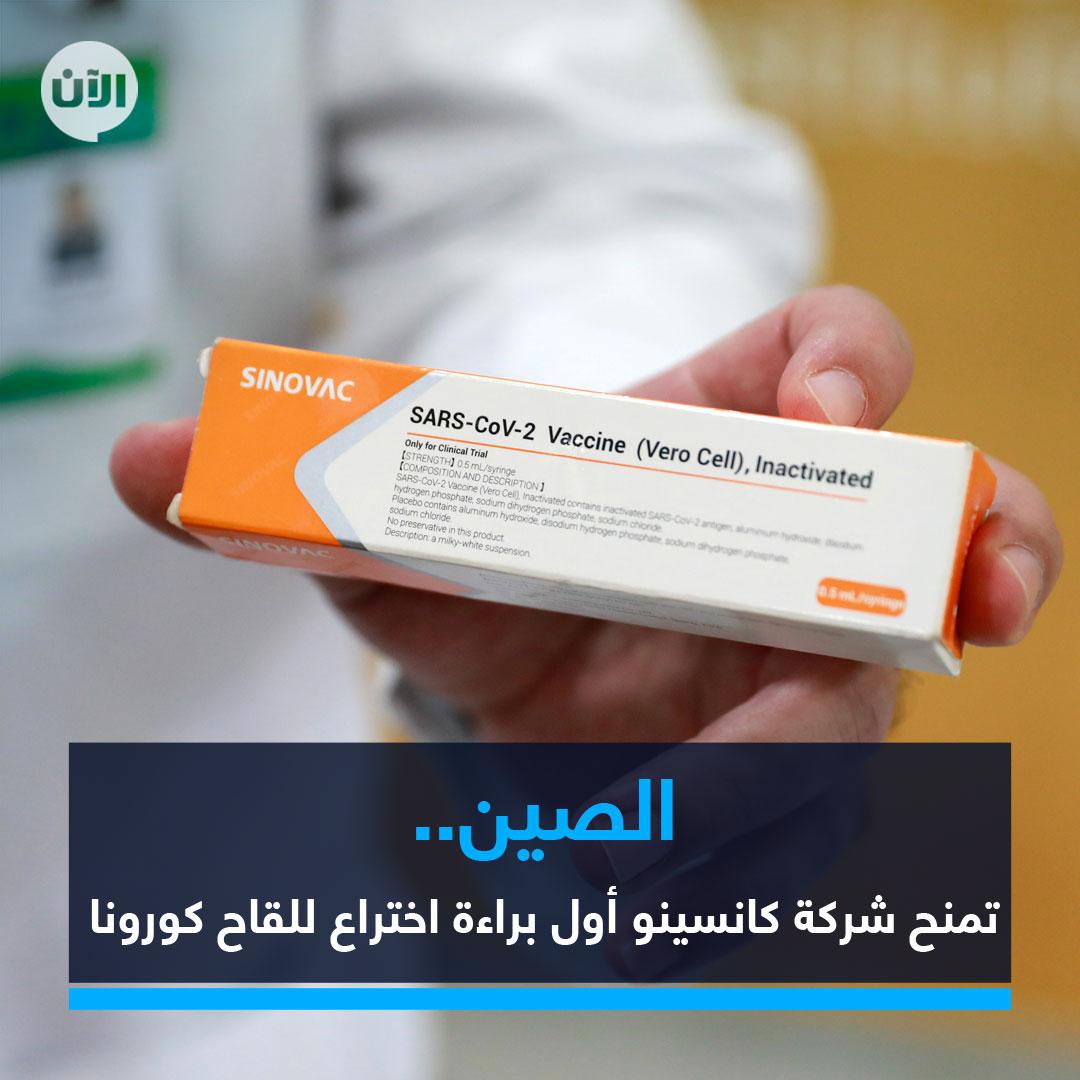 الآن
SINOVAC
SARS-CoV-2 Vaccine (Vero Cell), Inactivated
Only for Clinical Trial
【STRENGTH】0.5 mL/syringe
【COMPOSITION AND DESCRIPTION】
SARS-CoV-2 Vaccine (Vero Cell), Inactivated contains inactivated SARS-CoV-2 antigen, aluminium hydroxide, disodium
hydrogen phosphate, sodium dihydrogen phosphate, sodium chloride.
Placebo contains aluminum hydroxide, disodium hydrogen phosphate, sodium dihydrogen phosphate,
sodium chloride.
No preservative in this product.
Description: a milky-white suspension.
0.5 mL/syringe
SINOVAC
الصين..
تمنح شركة كانسينو أول براءة اختراع للقاح كورونا